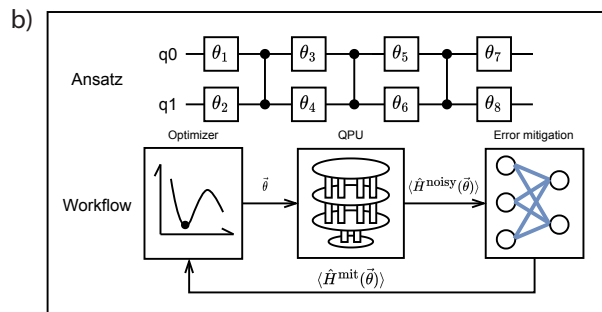 b)
q0 θ₁ θ₃ θ₅ θ₇
Ansatz
q1 θ₂ θ₄ θ₆ θ₈
Optimizer QPU Error mitigation
Workflow θ⃗ ⟨Ĥ^noisy(θ⃗)⟩
⟨Ĥ^mit(θ⃗)⟩